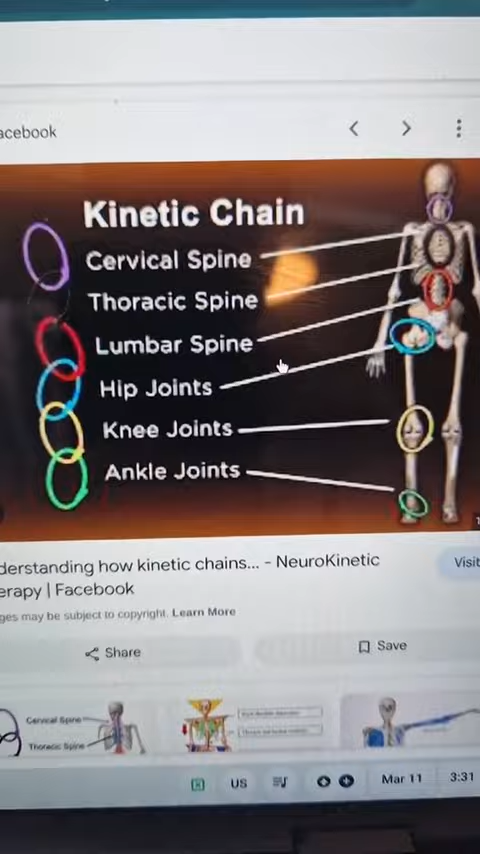 acebook
Kinetic Chain
Cervical Spine
Thoracic Spine
Lumbar Spine
Hip Joints
Knee Joints
Ankle Joints
derstanding how kinetic chains... - NeuroKinetic
erapy | Facebook
Visit
ges may be subject to copyright. Learn More
Share
Save
Cervical Spine
Thoracic Spine
US
Mar 11
3:31